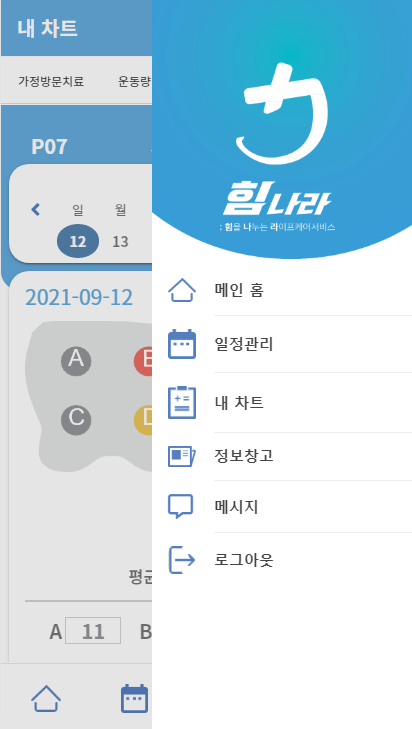 내 차트
가정방문치료
운동량
P07
일
월
12
13
2021-09-12
A
C
평균
A 11
B
힘나라
; 힘을 나누는 라이프케어서비스
메인 홈
일정관리
내 차트
정보창고
메시지
로그아웃